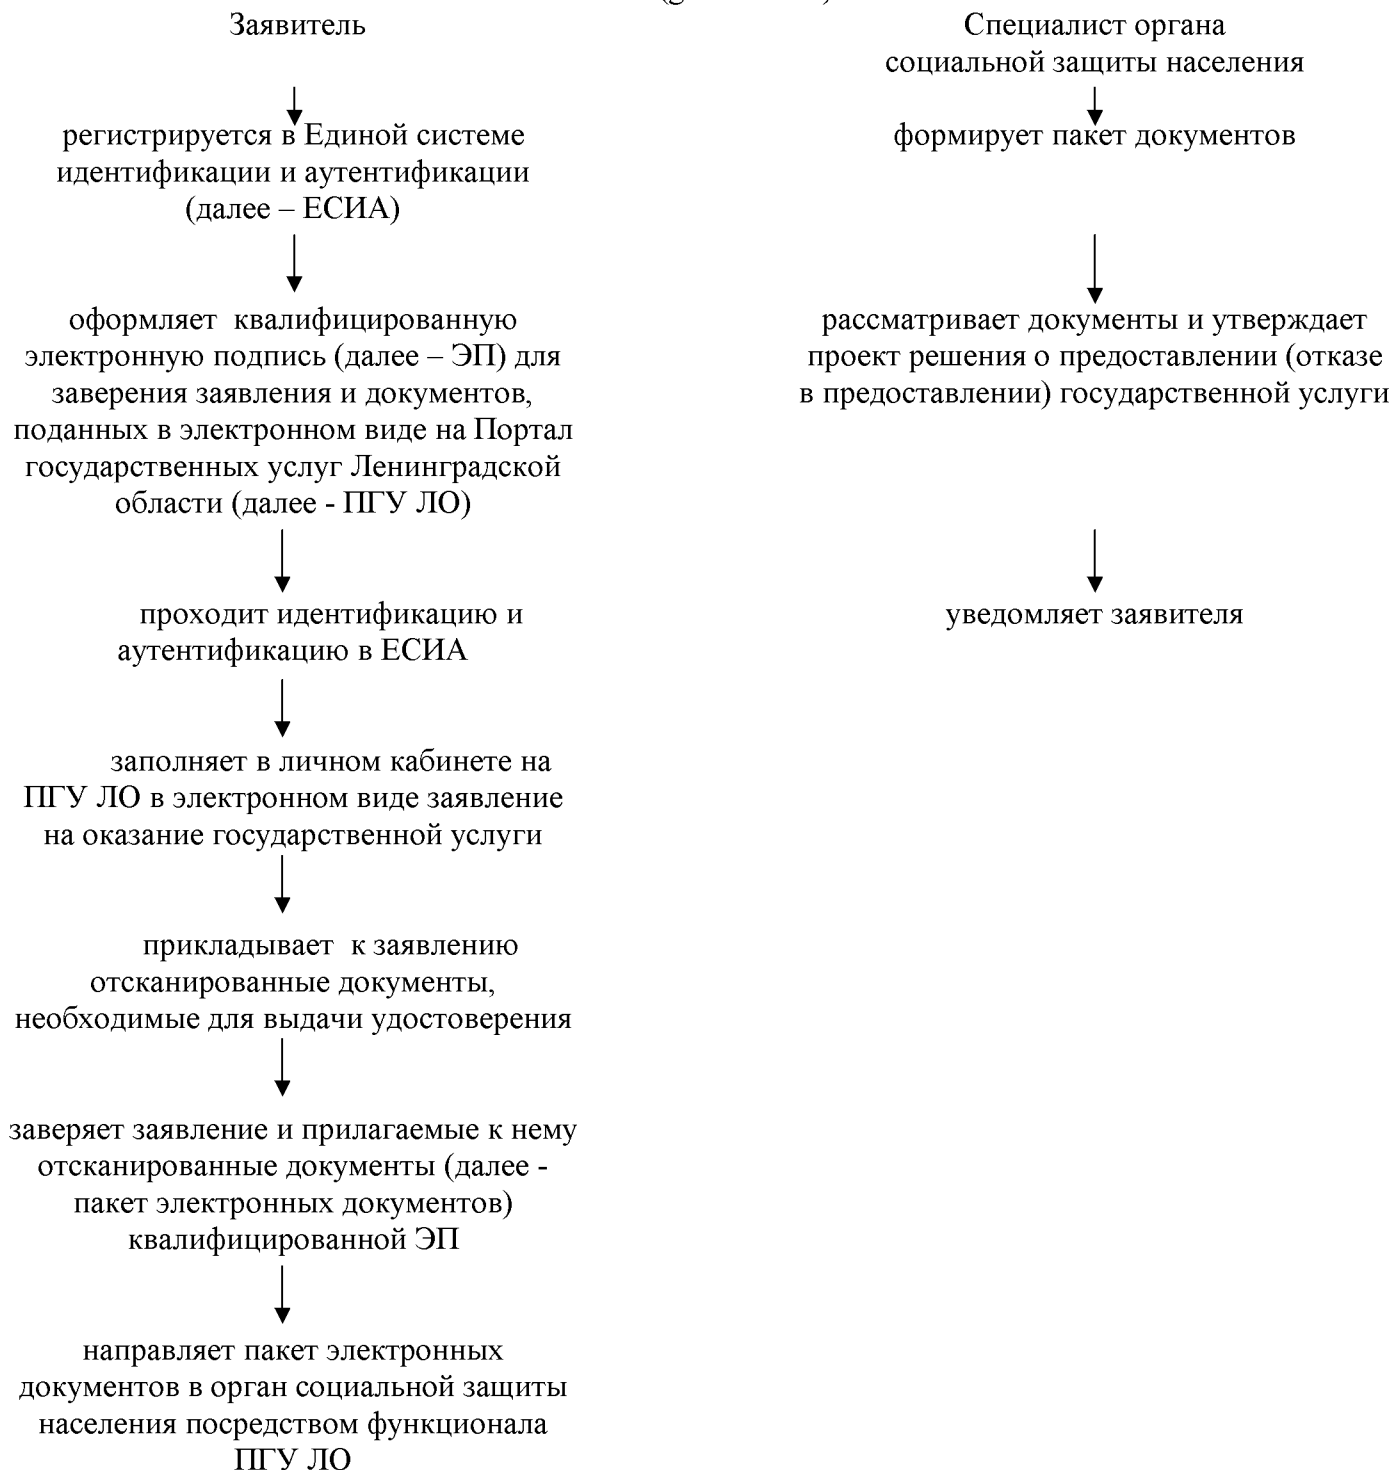 Заявитель
регистрируется в Единой системе
идентификации и аутентификации
(далее – ЕСИА)
оформляет квалифицированную
электронную подпись (далее – ЭП) для
заверения заявления и документов,
поданных в электронном виде на Портал
государственных услуг Ленинградской
области (далее - ПГУ ЛО)
проходит идентификацию и
аутентификацию в ЕСИА
заполняет в личном кабинете на
ПГУ ЛО в электронном виде заявление
на оказание государственной услуги
прикладывает к заявлению
отсканированные документы,
необходимые для выдачи удостоверения
заверяет заявление и прилагаемые к нему
отсканированные документы (далее -
пакет электронных документов)
квалифицированной ЭП
направляет пакет электронных
документов в орган социальной защиты
населения посредством функционала
ПГУ ЛО
Специалист органа
социальной защиты населения
формирует пакет документов
рассматривает документы и утверждает
проект решения о предоставлении (отказе
в предоставлении) государственной услуги
уведомляет заявителя